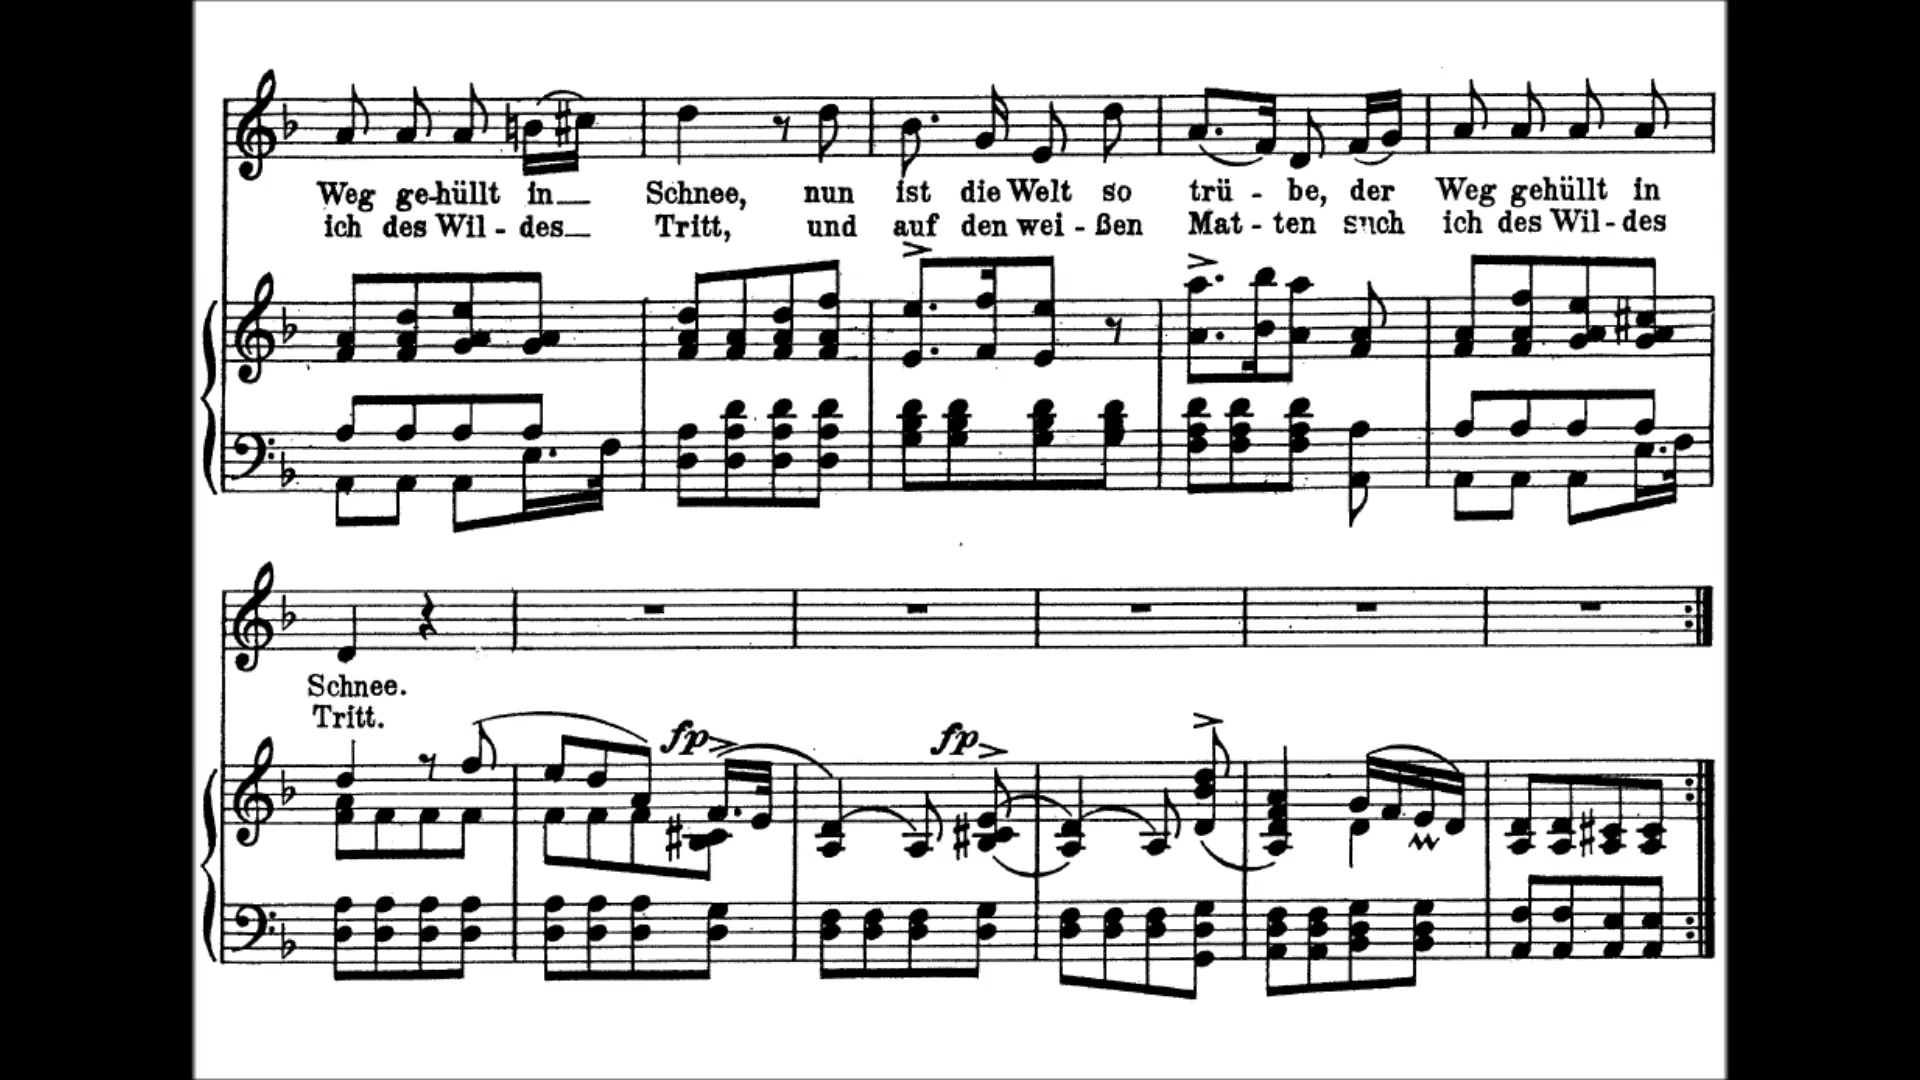 Weg ge-hüllt in Schnee, nun ist die Welt so trü - be, der Weg gehüllt in
ich des Wil - des Tritt, und auf den wei - ßen Mat - ten such ich des Wil - des
Schnee.
Tritt.
fp fp